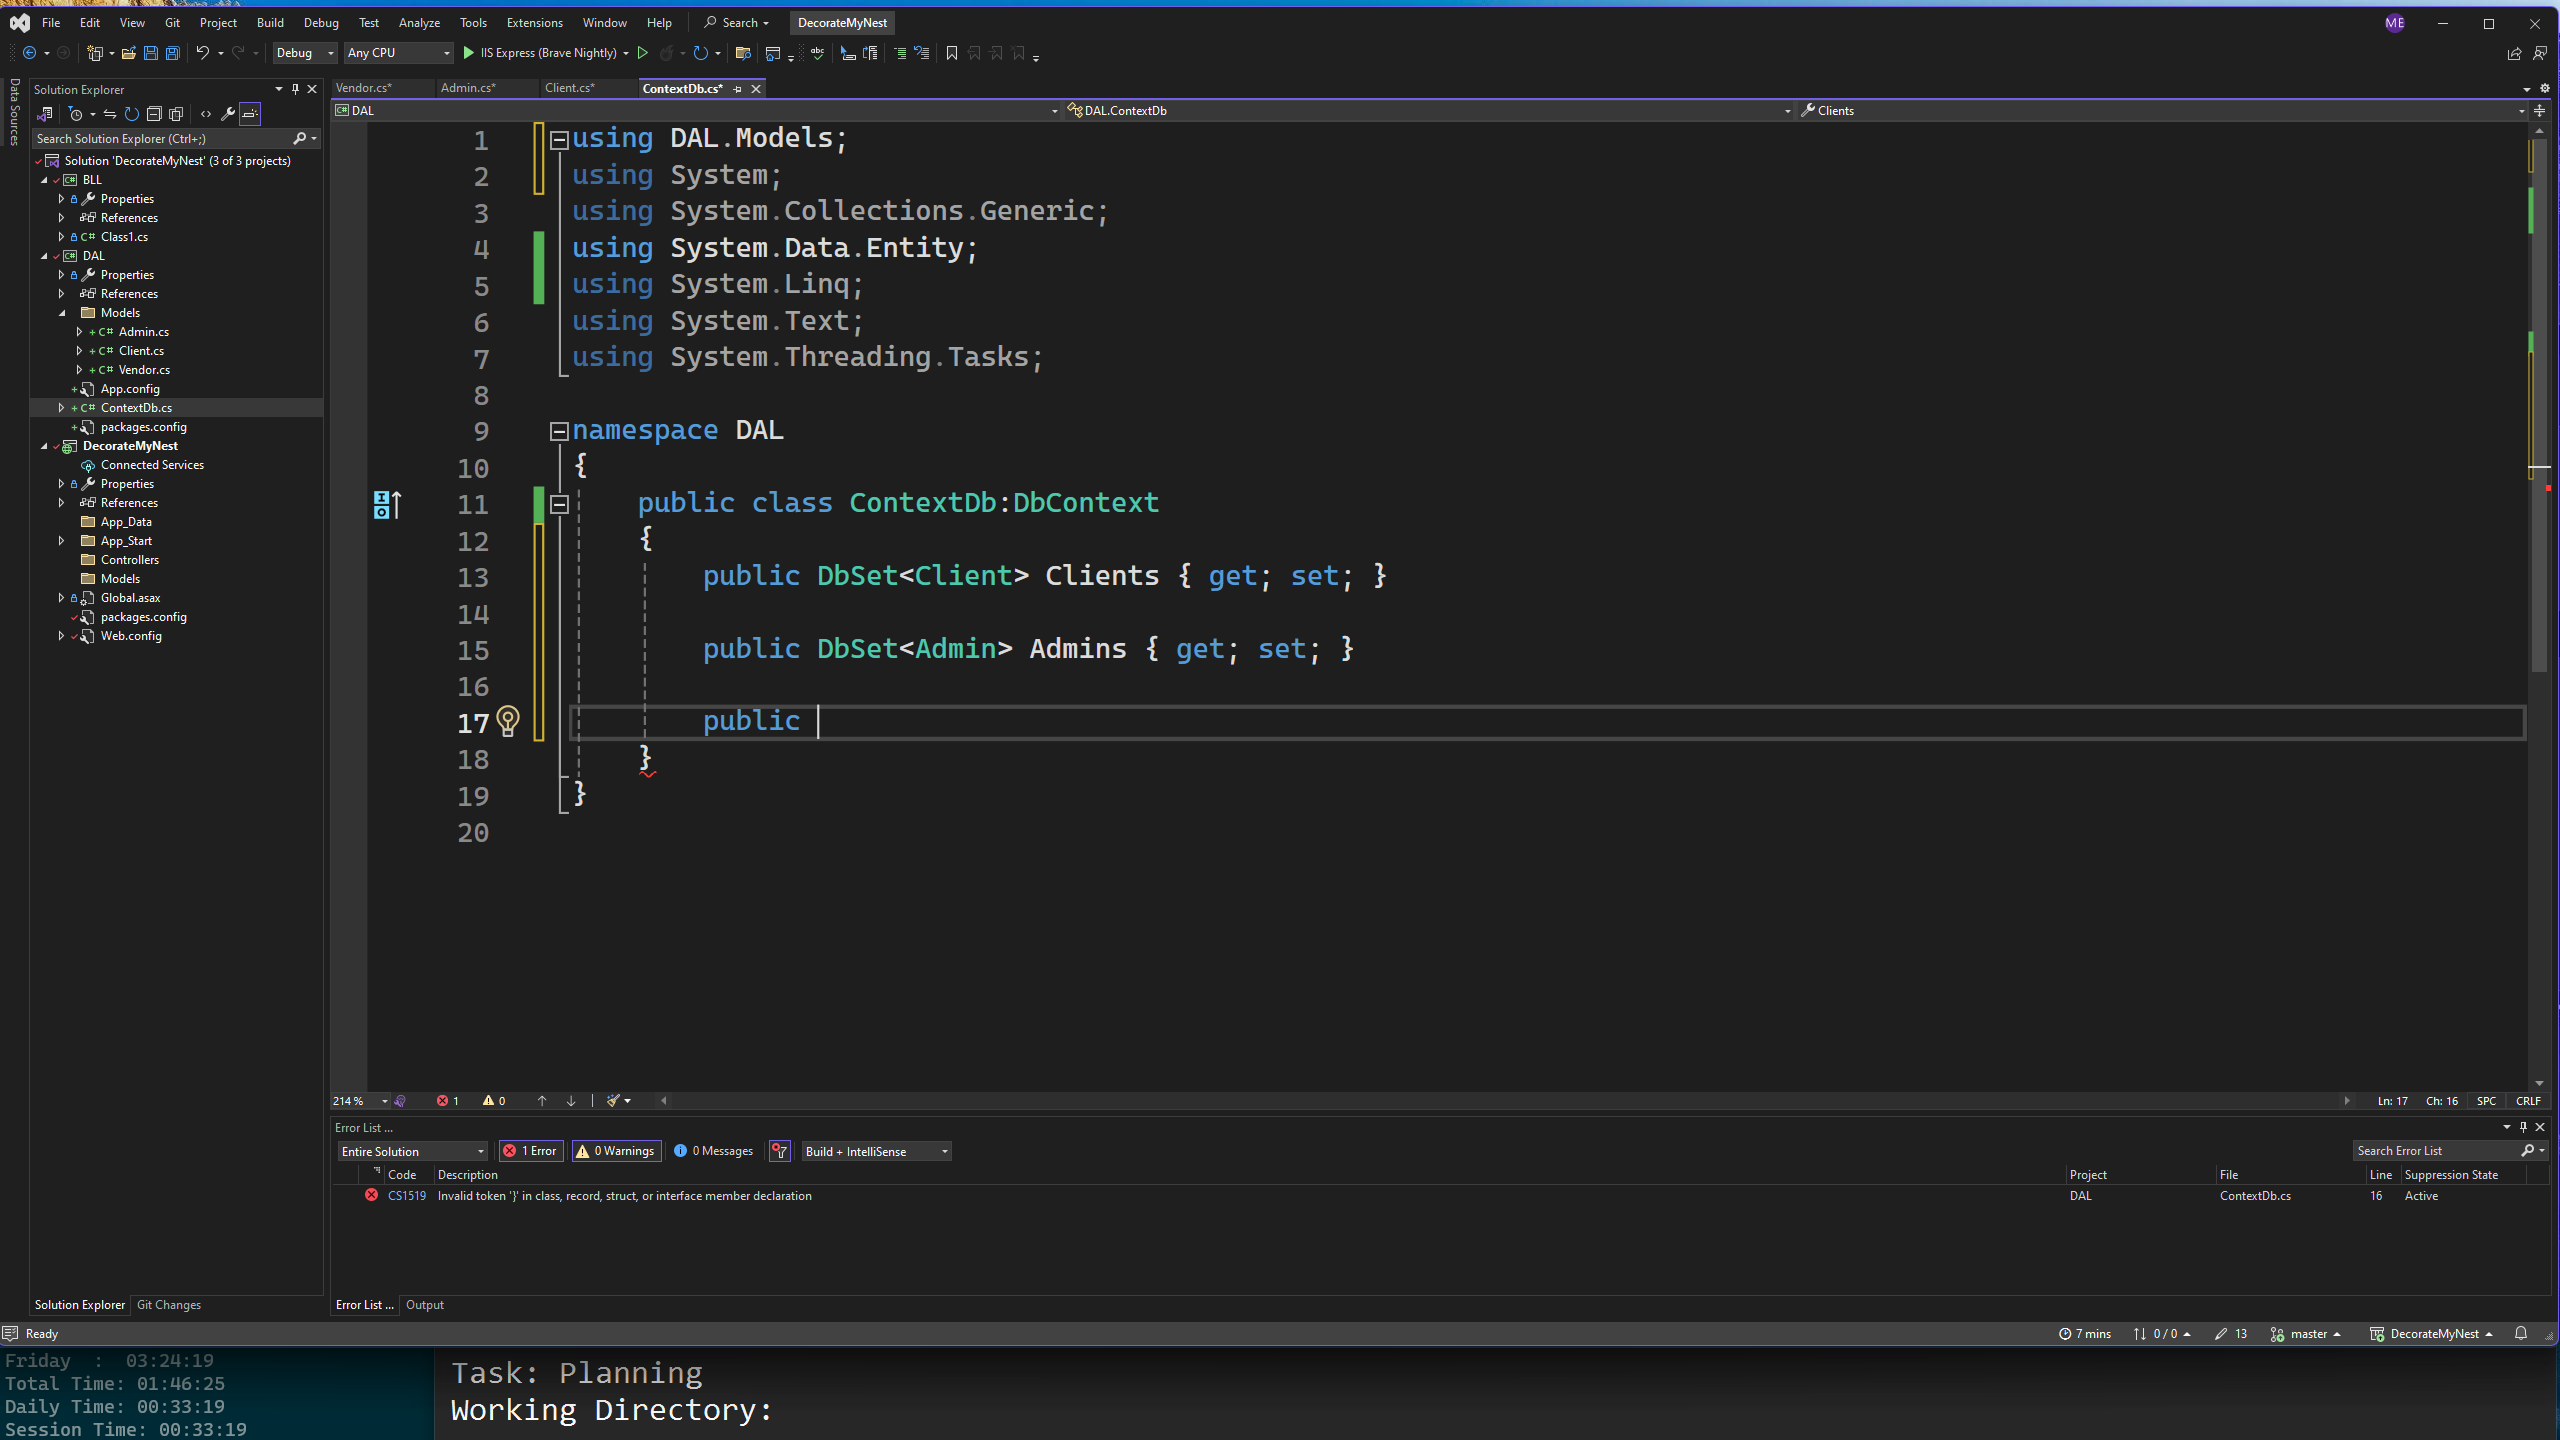 File Edit View Git Project Build Debug Test Analyze Tools Extensions Window Help Search DecorateMyNest ME
Debug Any CPU IIS Express (Brave Nightly)
Data Sources
Solution Explorer
Search Solution Explorer (Ctrl+;)
Solution 'DecorateMyNest' (3 of 3 projects)
BLL
Properties
References
Class1.cs
DAL
Properties
References
Models
Admin.cs
Client.cs
Vendor.cs
App.config
ContextDb.cs
packages.config
DecorateMyNest
Connected Services
Properties
References
App_Data
App_Start
Controllers
Models
Global.asax
packages.config
Web.config
Solution Explorer Git Changes
Vendor.cs* Admin.cs* Client.cs* ContextDb.cs*
DAL DAL.ContextDb Clients
1 using DAL.Models;
2 using System;
3 using System.Collections.Generic;
4 using System.Data.Entity;
5 using System.Linq;
6 using System.Text;
7 using System.Threading.Tasks;
8
9 namespace DAL
10 {
11 public class ContextDb:DbContext
12 {
13 public DbSet<Client> Clients { get; set; }
14
15 public DbSet<Admin> Admins { get; set; }
16
17 public
18 }
19 }
20
214 % 1 0 Ln: 17 Ch: 16 SPC CRLF
Error List ...
Entire Solution 1 Error 0 Warnings 0 Messages Build + IntelliSense Search Error List
Code Description Project File Line Suppression State
CS1519 Invalid token '}' in class, record, struct, or interface member declaration DAL ContextDb.cs 16 Active
Error List ... Output
Ready 7 mins 0 / 0 13 master DecorateMyNest
Friday : 03:24:19
Total Time: 01:46:25
Daily Time: 00:33:19
Session Time: 00:33:19
Task: Planning
Working Directory: